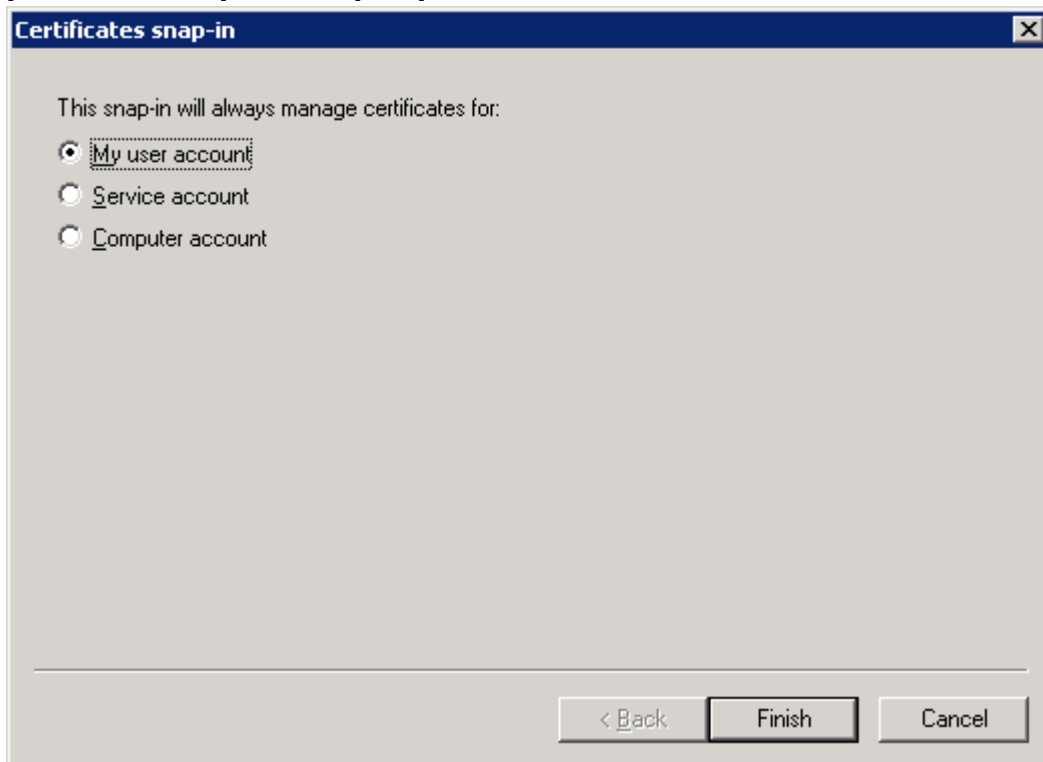 Certificates snap-in
This snap-in will always manage certificates for:
My user account
Service account
Computer account
< Back
Finish
Cancel